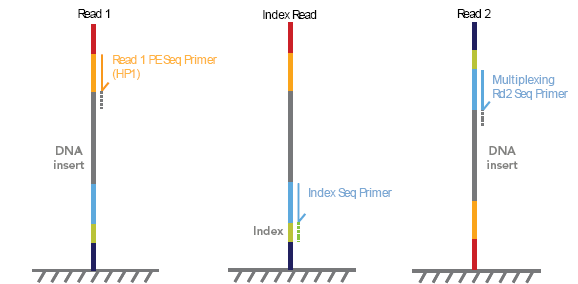 Read 1
Index Read
Read 2
Read 1 PE Seq Primer
(HP1)
Multiplexing
Rd2 Seq Primer
DNA
insert
DNA
insert
Index Seq Primer
Index